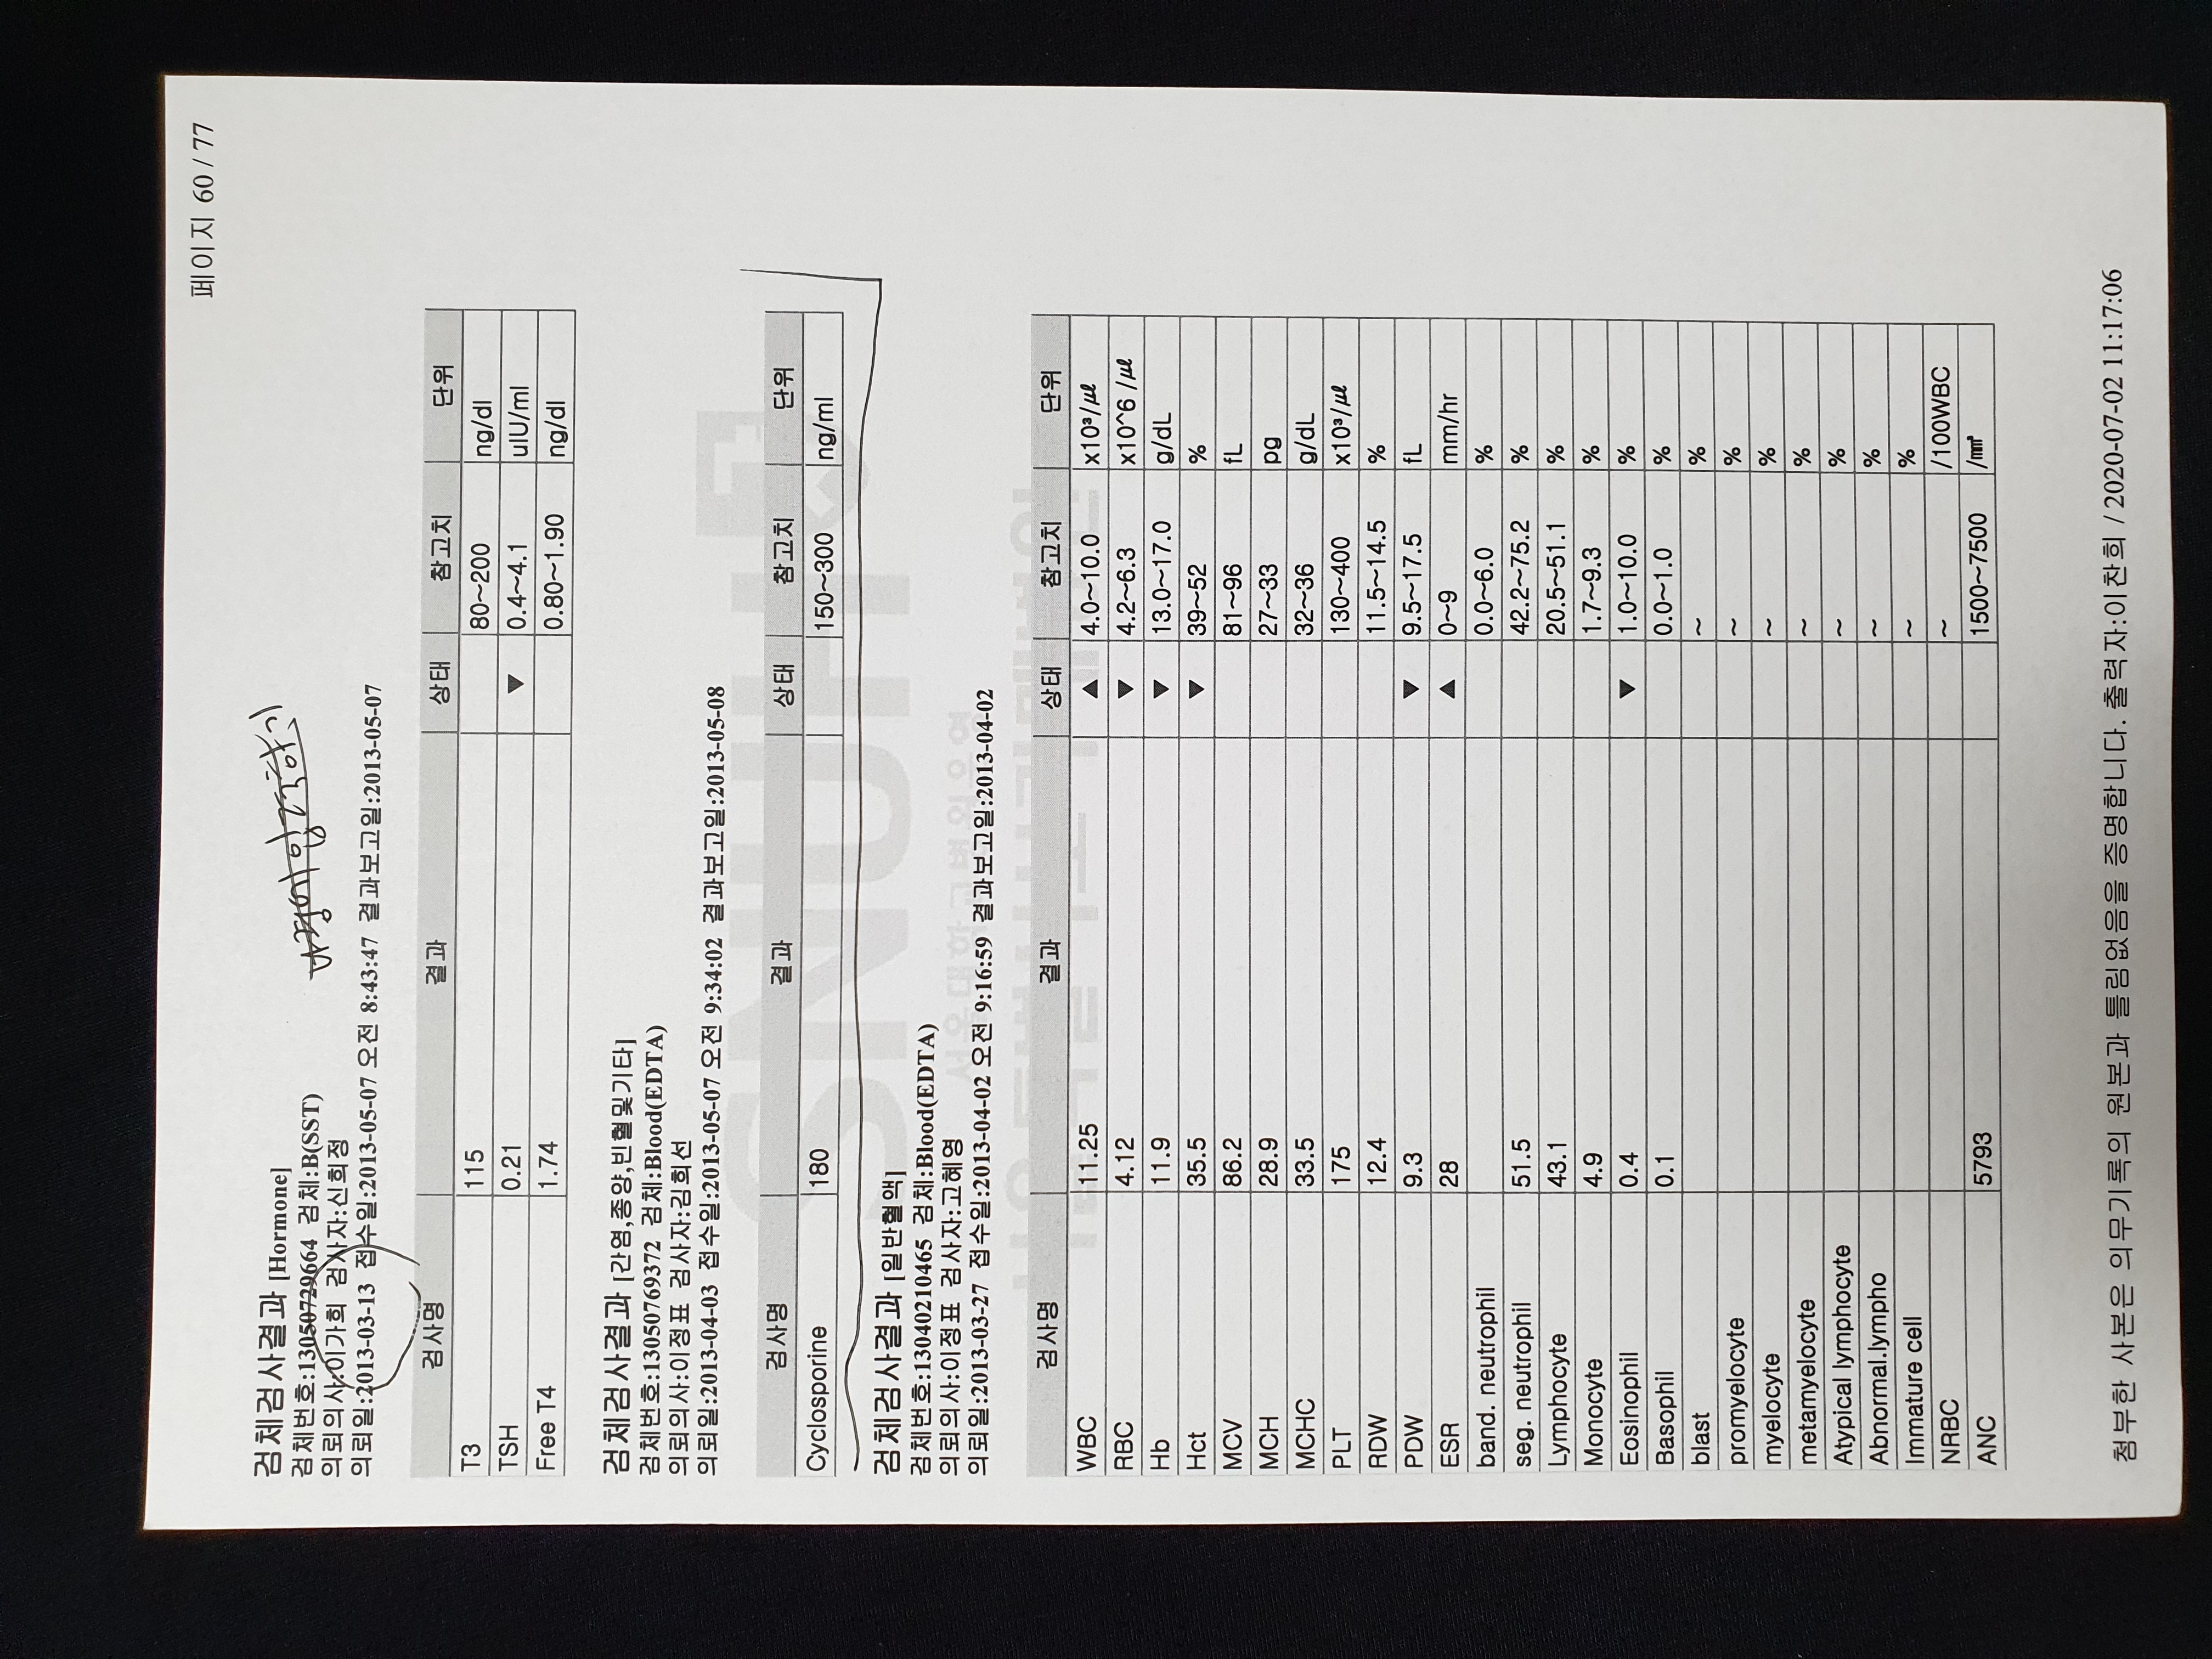 페이지 60 / 77
검체검사결과 [Hormone]
검체번호:13050729664 검체:B(SST)
의뢰의사:이가희 검사자:신희정
의뢰일:2013-03-13 접수일:2013-05-07 오전 8:43:47 결과보고일:2013-05-07
검사명 결과 상태 참고치 단위
T3 115 80~200 ng/dl
TSH 0.21 ▼ 0.4~4.1 uIU/ml
Free T4 1.74 0.80~1.90 ng/dl
검체검사결과 [간염,종양,빈혈및기타]
검체번호:13050769372 검체:Blood(EDTA)
의뢰의사:이정표 검사자:김희선
의뢰일:2013-04-03 접수일:2013-05-07 오전 9:34:02 결과보고일:2013-05-08
검사명 결과 상태 참고치 단위
Cyclosporine 180 150~300 ng/ml
SNUH
검체검사결과 [일반혈액]
검체번호:13040210465 검체:Blood(EDTA)
의뢰의사:이정표 검사자:고혜영
서울대학교병원운영
의뢰일:2013-03-27 접수일:2013-04-02 오전 9:16:59 결과보고일:2013-04-02
서울특별시보라매병원
검사명 결과 상태 참고치 단위
WBC 11.25 ▲ 4.0~10.0 x10³/㎕
RBC 4.12 ▼ 4.2~6.3 x10^6 /㎕
Hb 11.9 ▼ 13.0~17.0 g/dL
Hct 35.5 ▼ 39~52 %
MCV 86.2 81~96 fL
MCH 28.9 27~33 pg
MCHC 33.5 32~36 g/dL
PLT 175 130~400 x10³/㎕
RDW 12.4 11.5~14.5 %
PDW 9.3 ▼ 9.5~17.5 fL
ESR 28 ▲ 0~9 mm/hr
band. neutrophil 0.0~6.0 %
seg. neutrophil 51.5 42.2~75.2 %
Lymphocyte 43.1 20.5~51.1 %
Monocyte 4.9 1.7~9.3 %
Eosinophil 0.4 ▼ 1.0~10.0 %
Basophil 0.1 0.0~1.0 %
blast ~ %
promyelocyte ~ %
myelocyte ~ %
metamyelocyte ~ %
Atypical lymphocyte ~ %
Abnormal.lympho ~ %
Immature cell ~ %
NRBC ~ /100WBC
ANC 5793 1500~7500 /㎣
첨부한 사본은 의무기록의 원본과 틀림없음을 증명합니다. 출력자:이찬희 / 2020-07-02 11:17:06